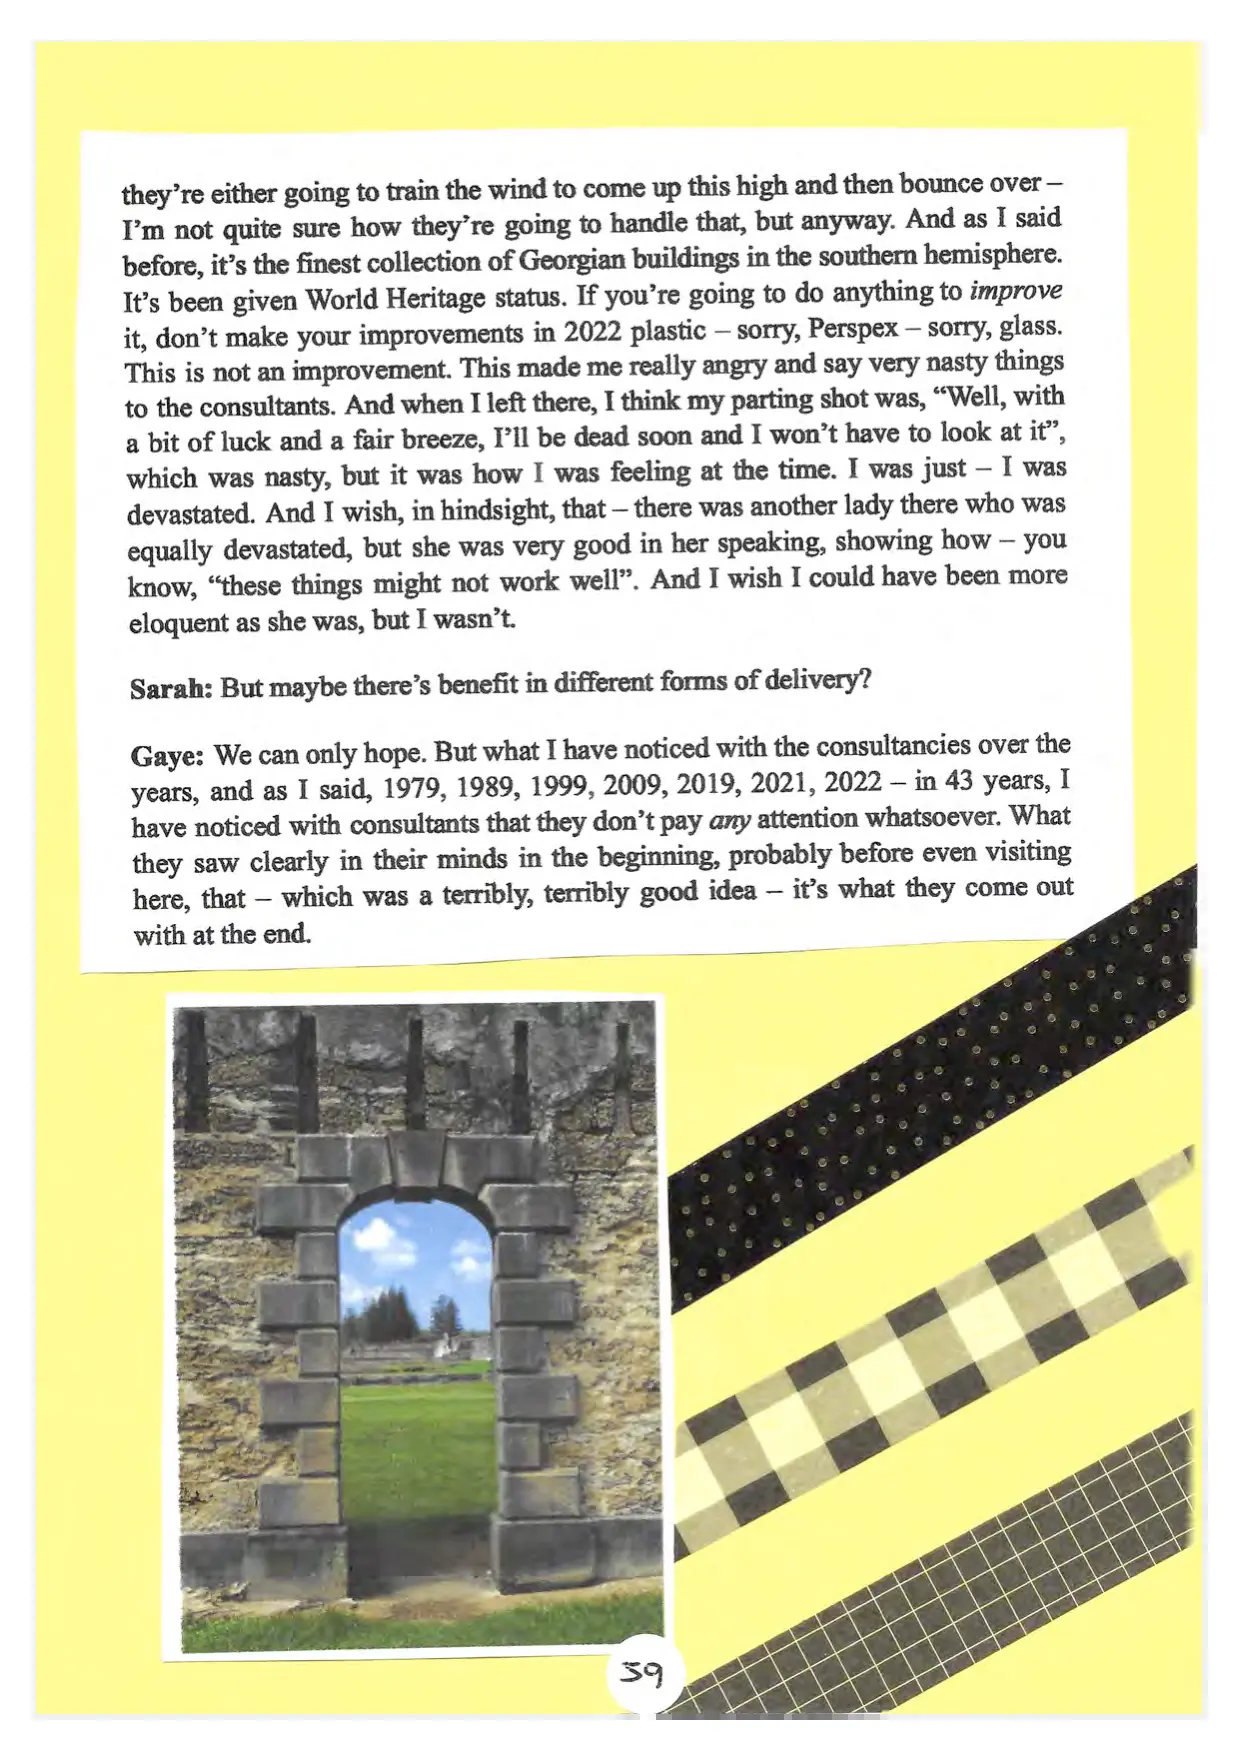 they're either going to train the wind to come up this high and then bounce over –
I'm not quite sure how they're going to handle that, but anyway. And as I said
before, it's the finest collection of Georgian buildings in the southern hemisphere.
It's been given World Heritage status. If you're going to do anything to improve
it, don't make your improvements in 2022 plastic – sorry, Perspex – sorry, glass.
This is not an improvement. This made me really angry and say very nasty things
to the consultants. And when I left there, I think my parting shot was, “Well, with
a bit of luck and a fair breeze, I'll be dead soon and I won't have to look at it”,
which was nasty, but it was how I was feeling at the time. I was just – I was
devastated. And I wish, in hindsight, that – there was another lady there who was
equally devastated, but she was very good in her speaking, showing how – you
know, “these things might not work well”. And I wish I could have been more
eloquent as she was, but I wasn't.
Sarah: But maybe there's benefit in different forms of delivery?
Gaye: We can only hope. But what I have noticed with the consultancies over the
years, and as I said, 1979, 1989, 1999, 2009, 2019, 2021, 2022 – in 43 years, I
have noticed with consultants that they don't pay any attention whatsoever. What
they saw clearly in their minds in the beginning, probably before even visiting
here, that – which was a terribly, terribly good idea – it's what they come out
with at the end.
39